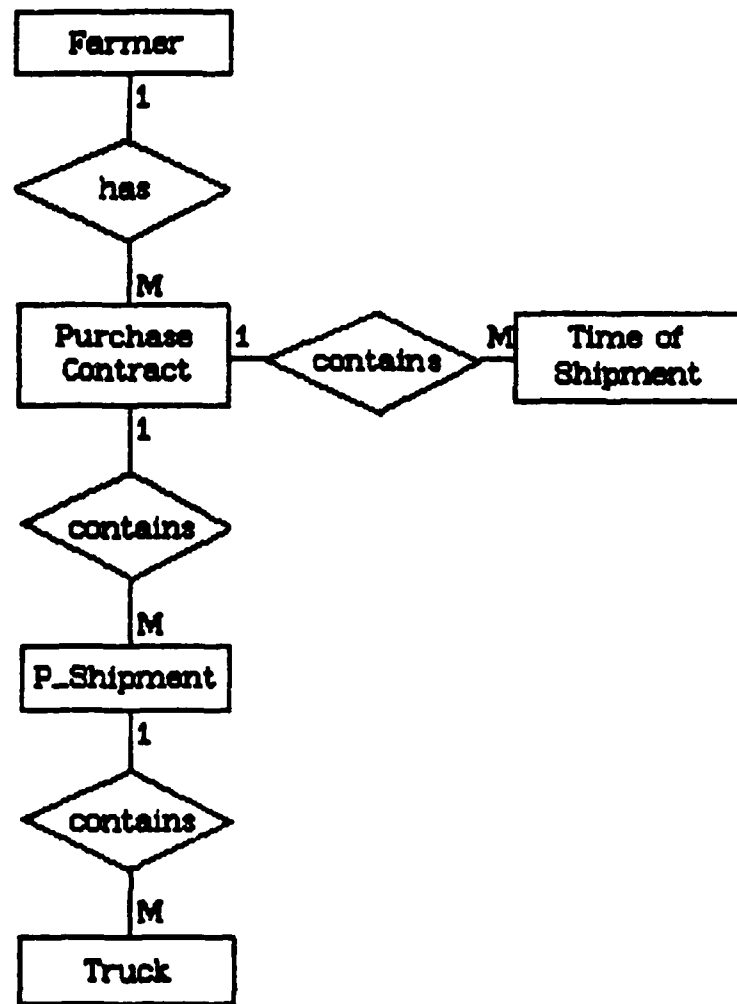 Farmer
1
has
M
Purchase
Contract
1
contains
M
Time of
Shipment
1
contains
M
P_Shipment
1
contains
M
Truck